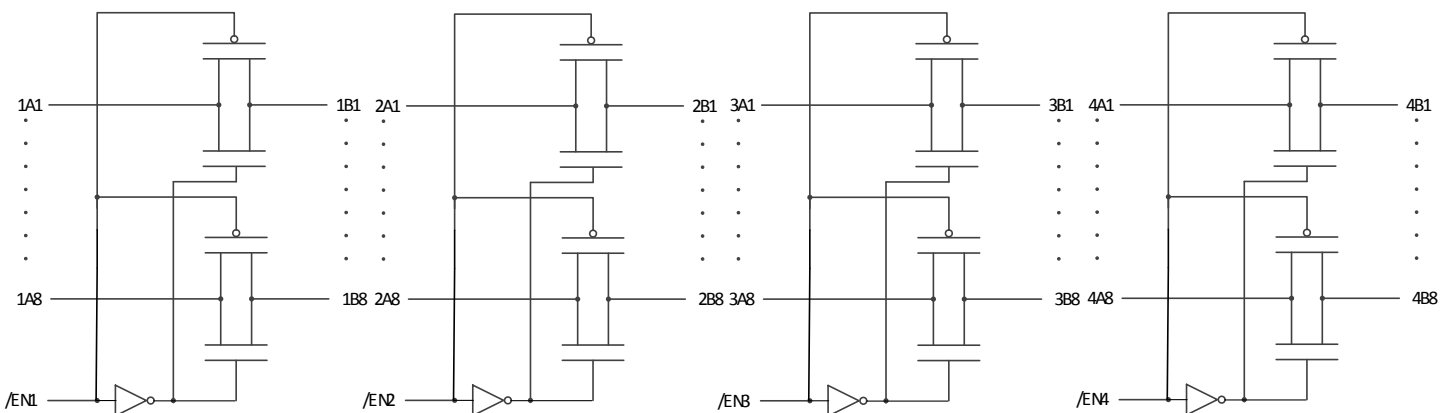 1A1 1B1 2A1 2B1 3A1 3B1 4A1 4B1
1A8 1B8 2A8 2B8 3A8 3B8 4A8 4B8
/EN1 /EN2 /EN3 /EN4